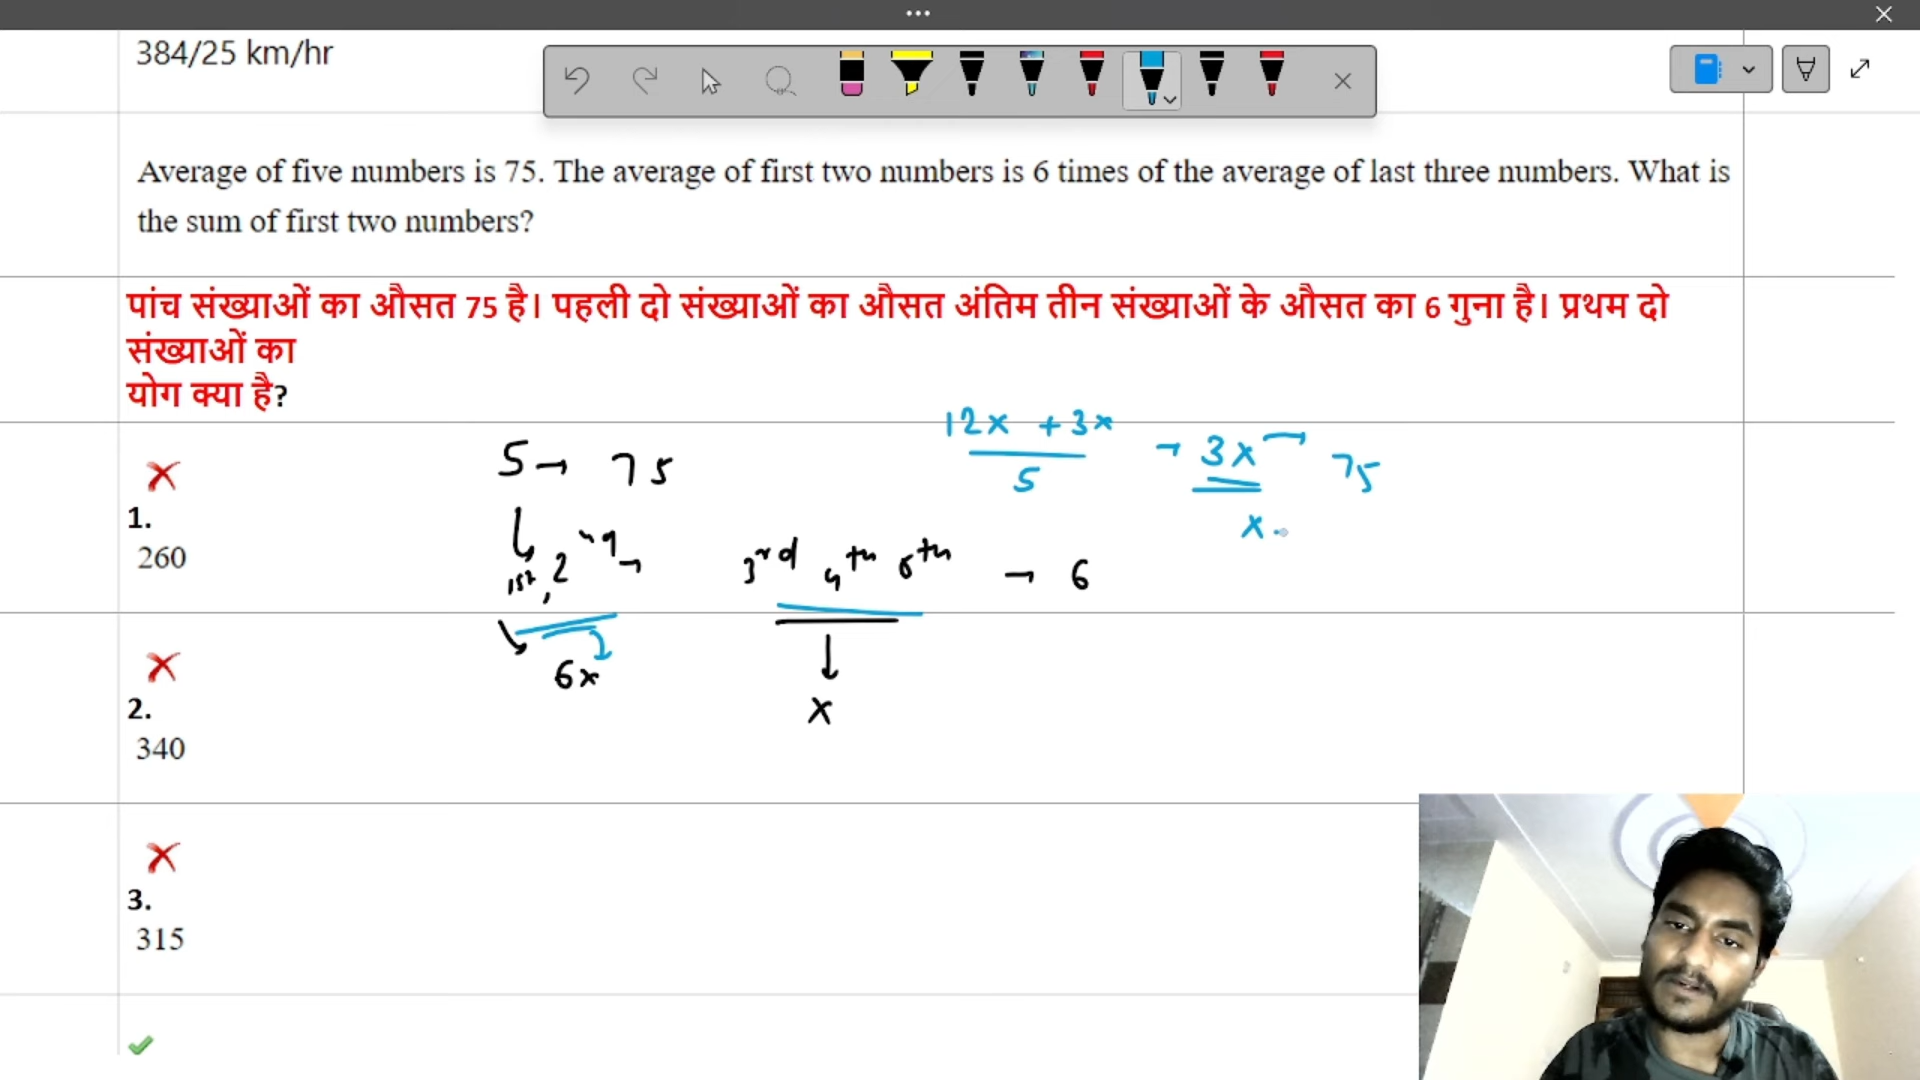 384/25 km/hr
Average of five numbers is 75. The average of first two numbers is 6 times of the average of last three numbers. What is
the sum of first two numbers?
पांच संख्याओं का औसत 75 है। पहली दो संख्याओं का औसत अंतिम तीन संख्याओं के औसत का 6 गुना है। प्रथम दो
संख्याओं का
योग क्या है?
12x + 3x
5
→ 3x → 75
x =
5 → 75
1st, 2nd →
3rd 4th 5th → 6
6x
x
1.
260
2.
340
3.
315